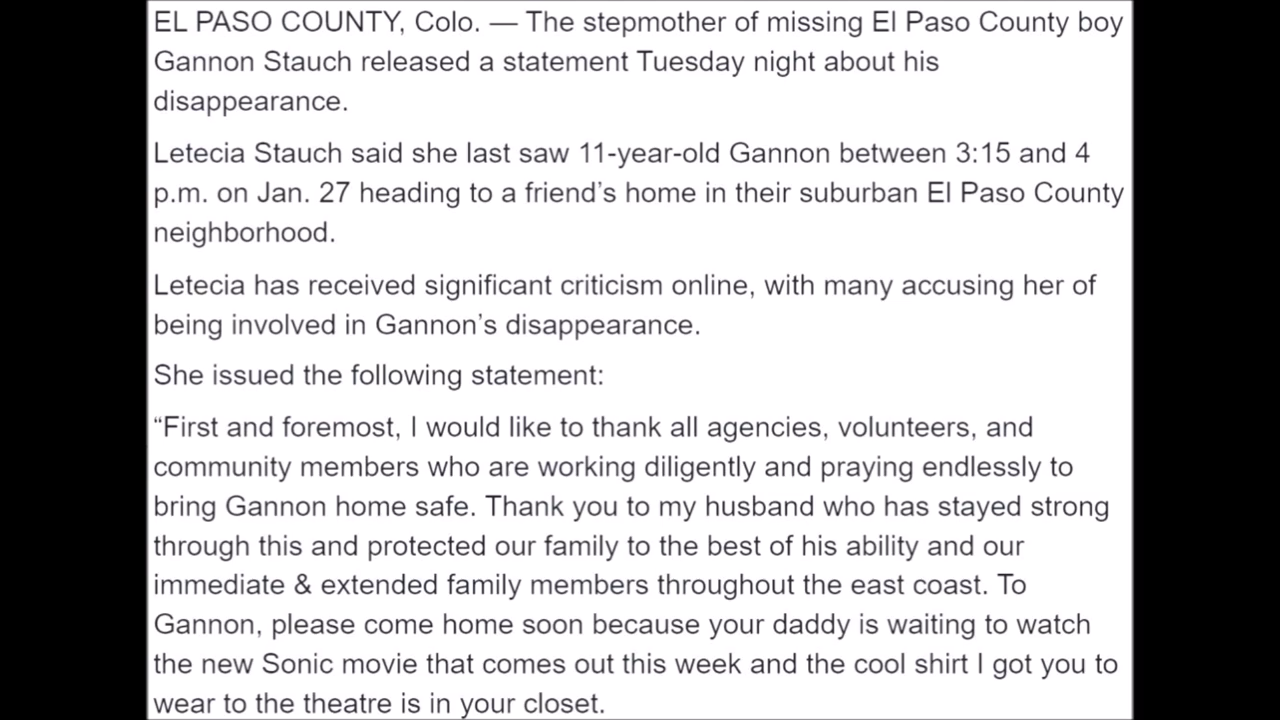 EL PASO COUNTY, Colo. — The stepmother of missing El Paso County boy
Gannon Stauch released a statement Tuesday night about his
disappearance.
Letecia Stauch said she last saw 11-year-old Gannon between 3:15 and 4
p.m. on Jan. 27 heading to a friend’s home in their suburban El Paso County
neighborhood.
Letecia has received significant criticism online, with many accusing her of
being involved in Gannon’s disappearance.
She issued the following statement:
“First and foremost, I would like to thank all agencies, volunteers, and
community members who are working diligently and praying endlessly to
bring Gannon home safe. Thank you to my husband who has stayed strong
through this and protected our family to the best of his ability and our
immediate & extended family members throughout the east coast. To
Gannon, please come home soon because your daddy is waiting to watch
the new Sonic movie that comes out this week and the cool shirt I got you to
wear to the theatre is in your closet.